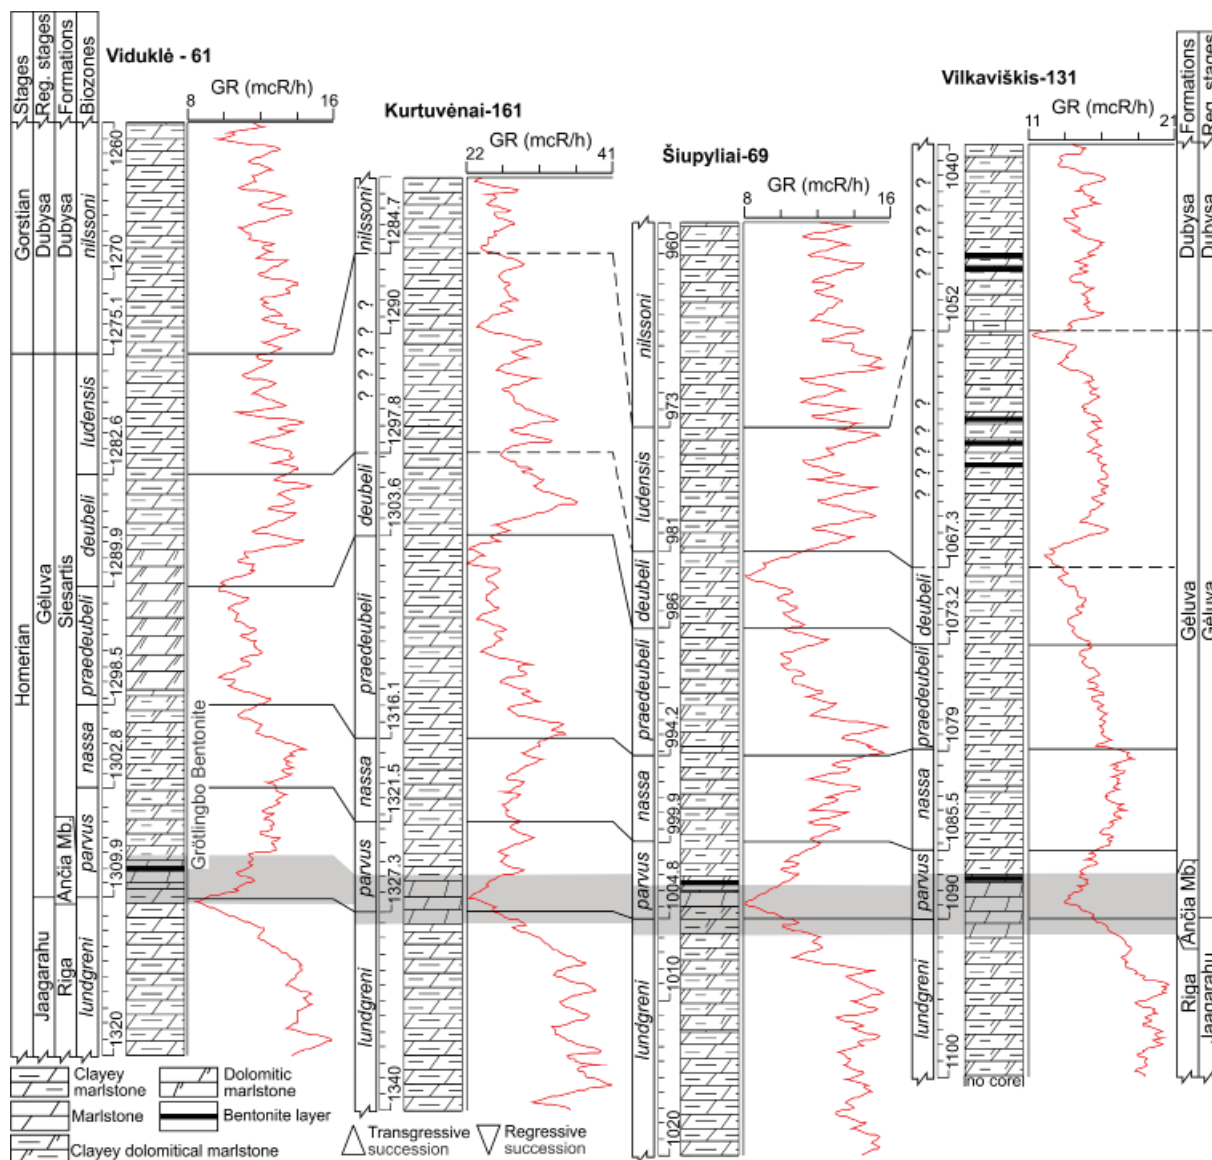 Stages
Reg. stages
Formations
Biozones
Viduklė - 61
GR (mcR/h)
8 16
Gorstian
Homerian
Dubysa
Gėluva
Jaagarahu
Dubysa
Siesartis
Ančia Mb.
Riga
nilssoni
ludensis
deubeli
praedeubeli
nassa
parvus
lundgreni
1260
1270
1275.1
1282.6
1289.9
1298.5
1302.8
1309.9
1320
Grötlingbo Bentonite
Kurtuvėnai-161
GR (mcR/h)
22 41
nilssoni
? ? ? ? ?
deubeli
praedeubeli
nassa
parvus
lundgreni
1284.7
1290
1297.8
1303.6
1316.1
1321.5
1327.3
1340
Šiupyliai-69
GR (mcR/h)
8 16
nilssoni
ludensis
deubeli
praedeubeli
nassa
parvus
lundgreni
960
973
981
986
994.2
999.9
1004.8
1010
1020
Vilkaviškis-131
GR (mcR/h)
11 21
? ? ? ? ?
? ? ? ? ?
deubeli
praedeubeli
nassa
parvus
lundgreni
1040
1052
1067.3
1073.2
1079
1085.5
1090
1100
no core
Formations
Reg. stages
Dubysa
Gėluva
Ančia Mb.
Riga
Dubysa
Gėluva
Jaagarahu
Clayey
marlstone
Dolomitic
marlstone
Marlstone
Bentonite layer
Clayey dolomitical marlstone
Transgressive
succession
Regressive
succession